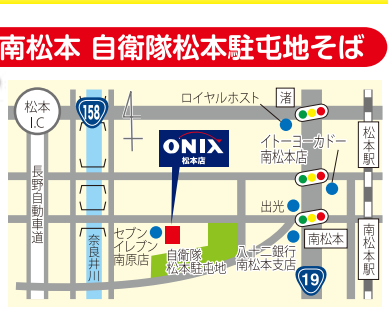 南松本 自衛隊松本駐屯地そば
ロイヤルホスト
渚
松本
I.C
158
ONIX
松本店
イトーヨーカドー
南松本店
松本駅
長野自動車道
奈良井川
セブン
イレブン
南原店
自衛隊
松本駐屯地
出光
八十二銀行
南松本支店
南松本
南松本駅
19